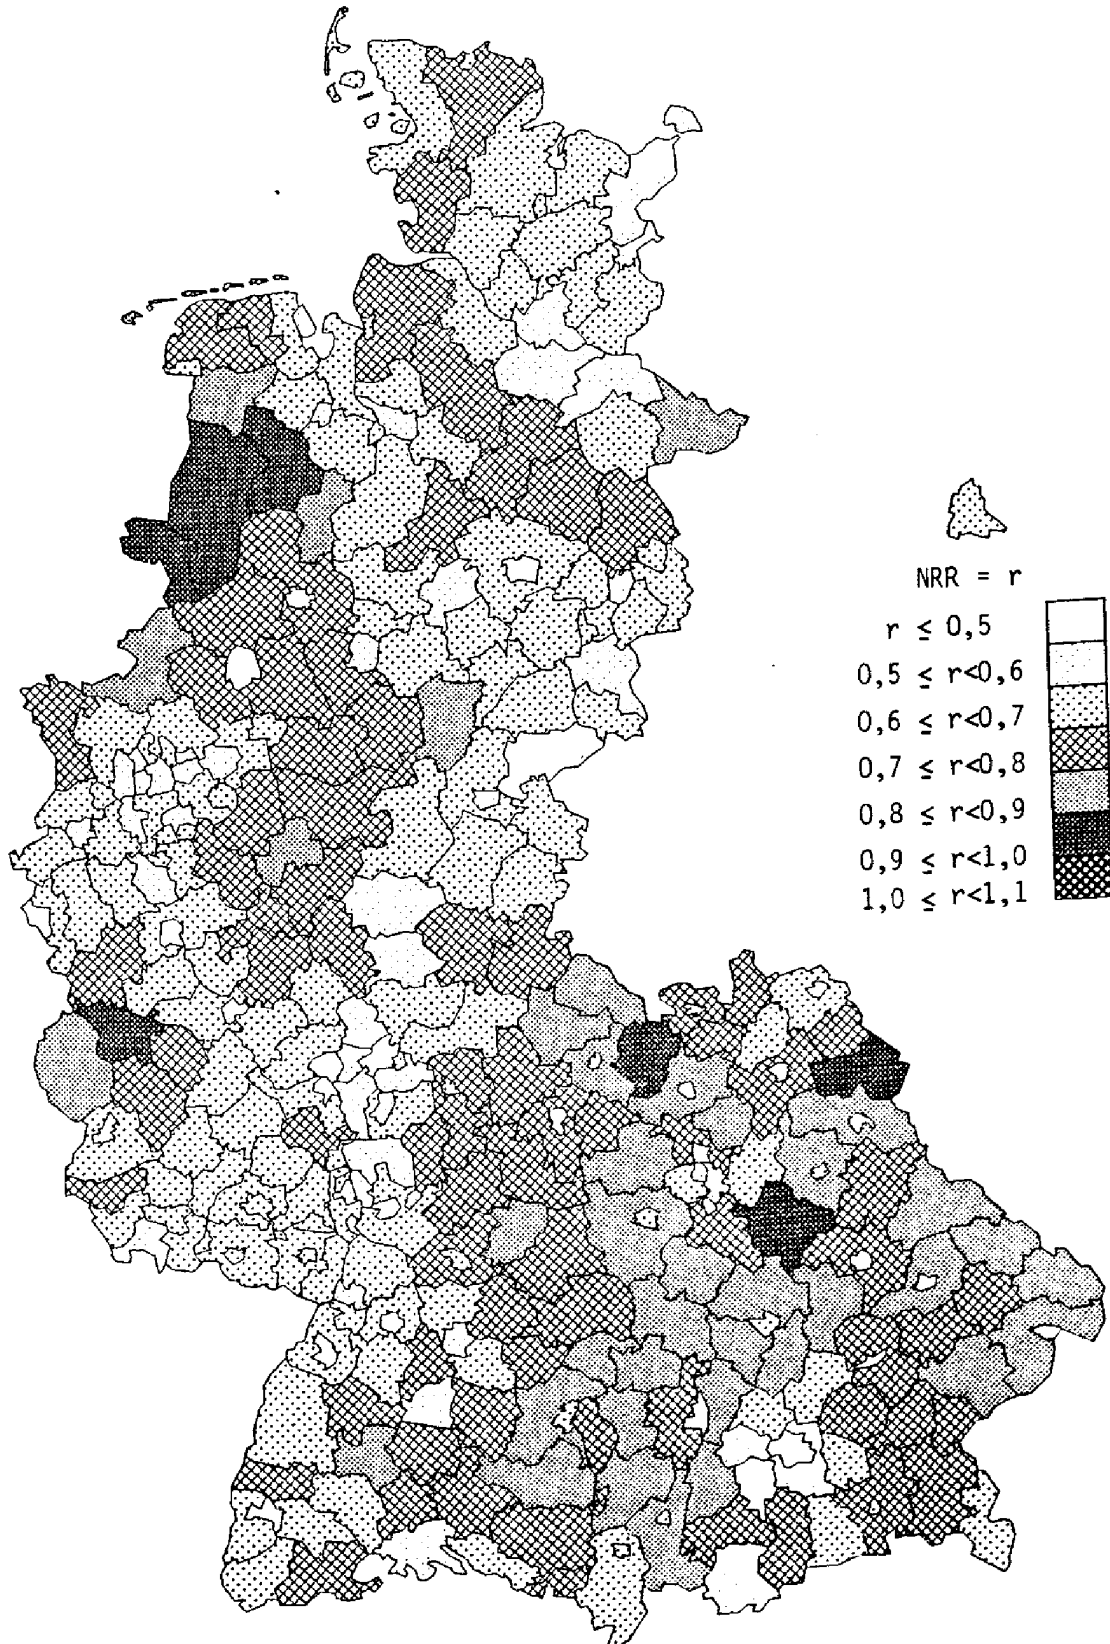 NRR = r
r ≤ 0,5
0,5 ≤ r<0,6
0,6 ≤ r<0,7
0,7 ≤ r<0,8
0,8 ≤ r<0,9
0,9 ≤ r<1,0
1,0 ≤ r<1,1